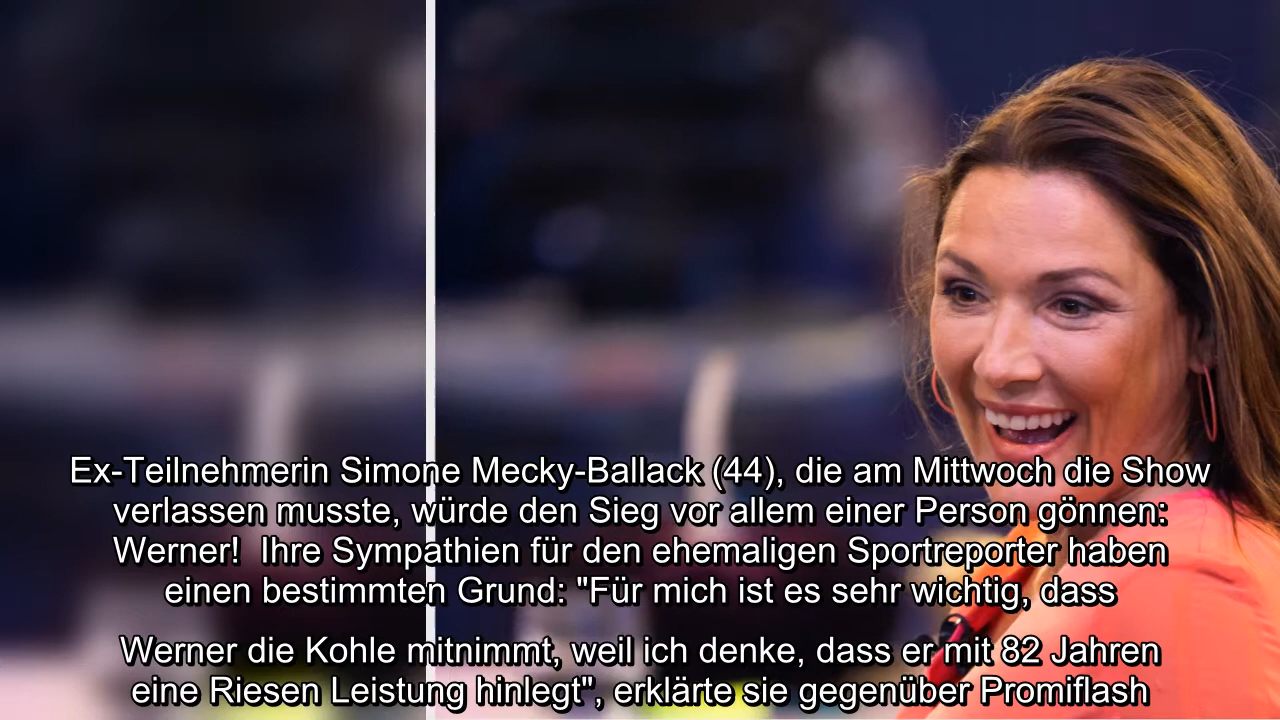 Ex-Teilnehmerin Simone Mecky-Ballack (44), die am Mittwoch die Show
verlassen musste, würde den Sieg vor allem einer Person gönnen:
Werner!  Ihre Sympathien für den ehemaligen Sportreporter haben
einen bestimmten Grund: "Für mich ist es sehr wichtig, dass
Werner die Kohle mitnimmt, weil ich denke, dass er mit 82 Jahren
eine Riesen Leistung hinlegt", erklärte sie gegenüber Promiflash